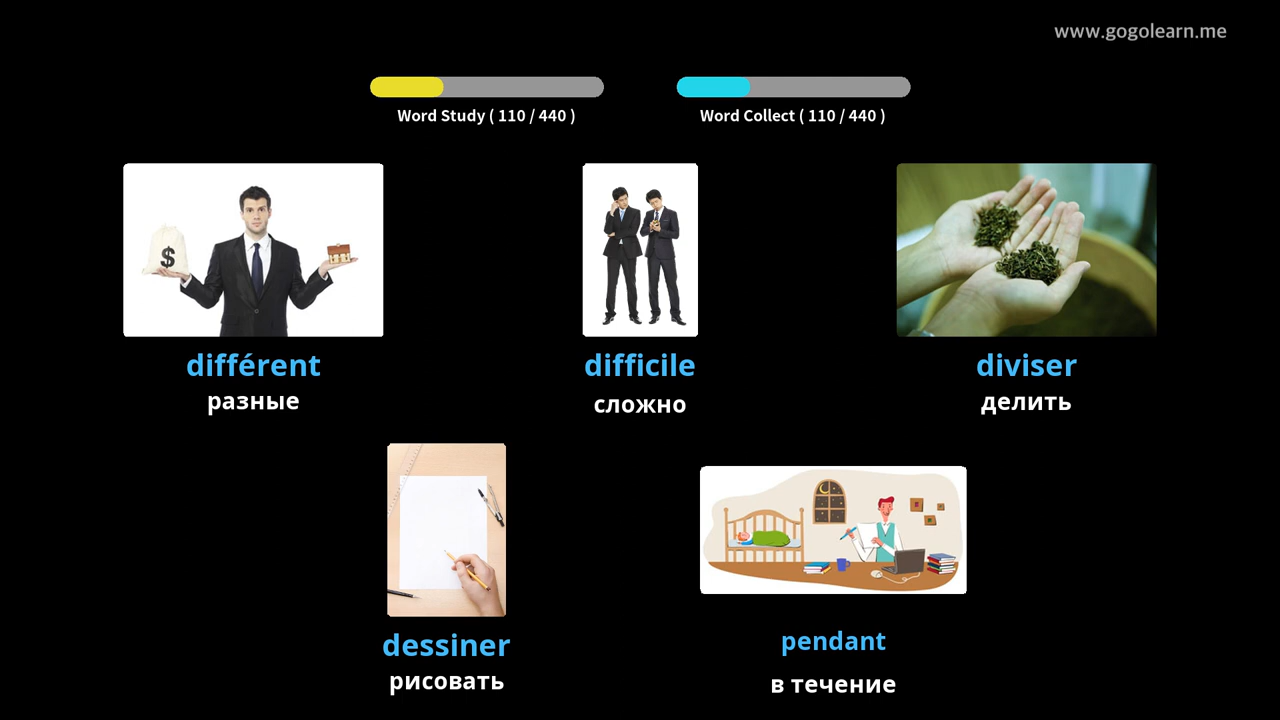 www.gogolearn.me
Word Study ( 110 / 440 )
Word Collect ( 110 / 440 )
$
différent
разные
difficile
сложно
diviser
делить
dessiner
рисовать
pendant
в течение